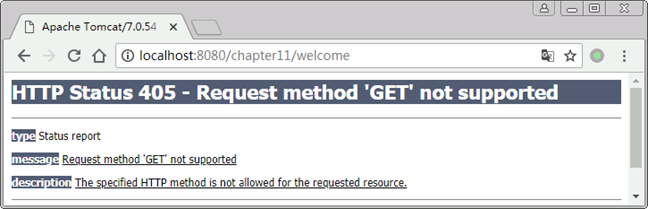 Apache Tomcat/7.0.54
localhost:8080/chapter11/welcome
HTTP Status 405 - Request method 'GET' not supported
type Status report
message Request method 'GET' not supported
description The specified HTTP method is not allowed for the requested resource.